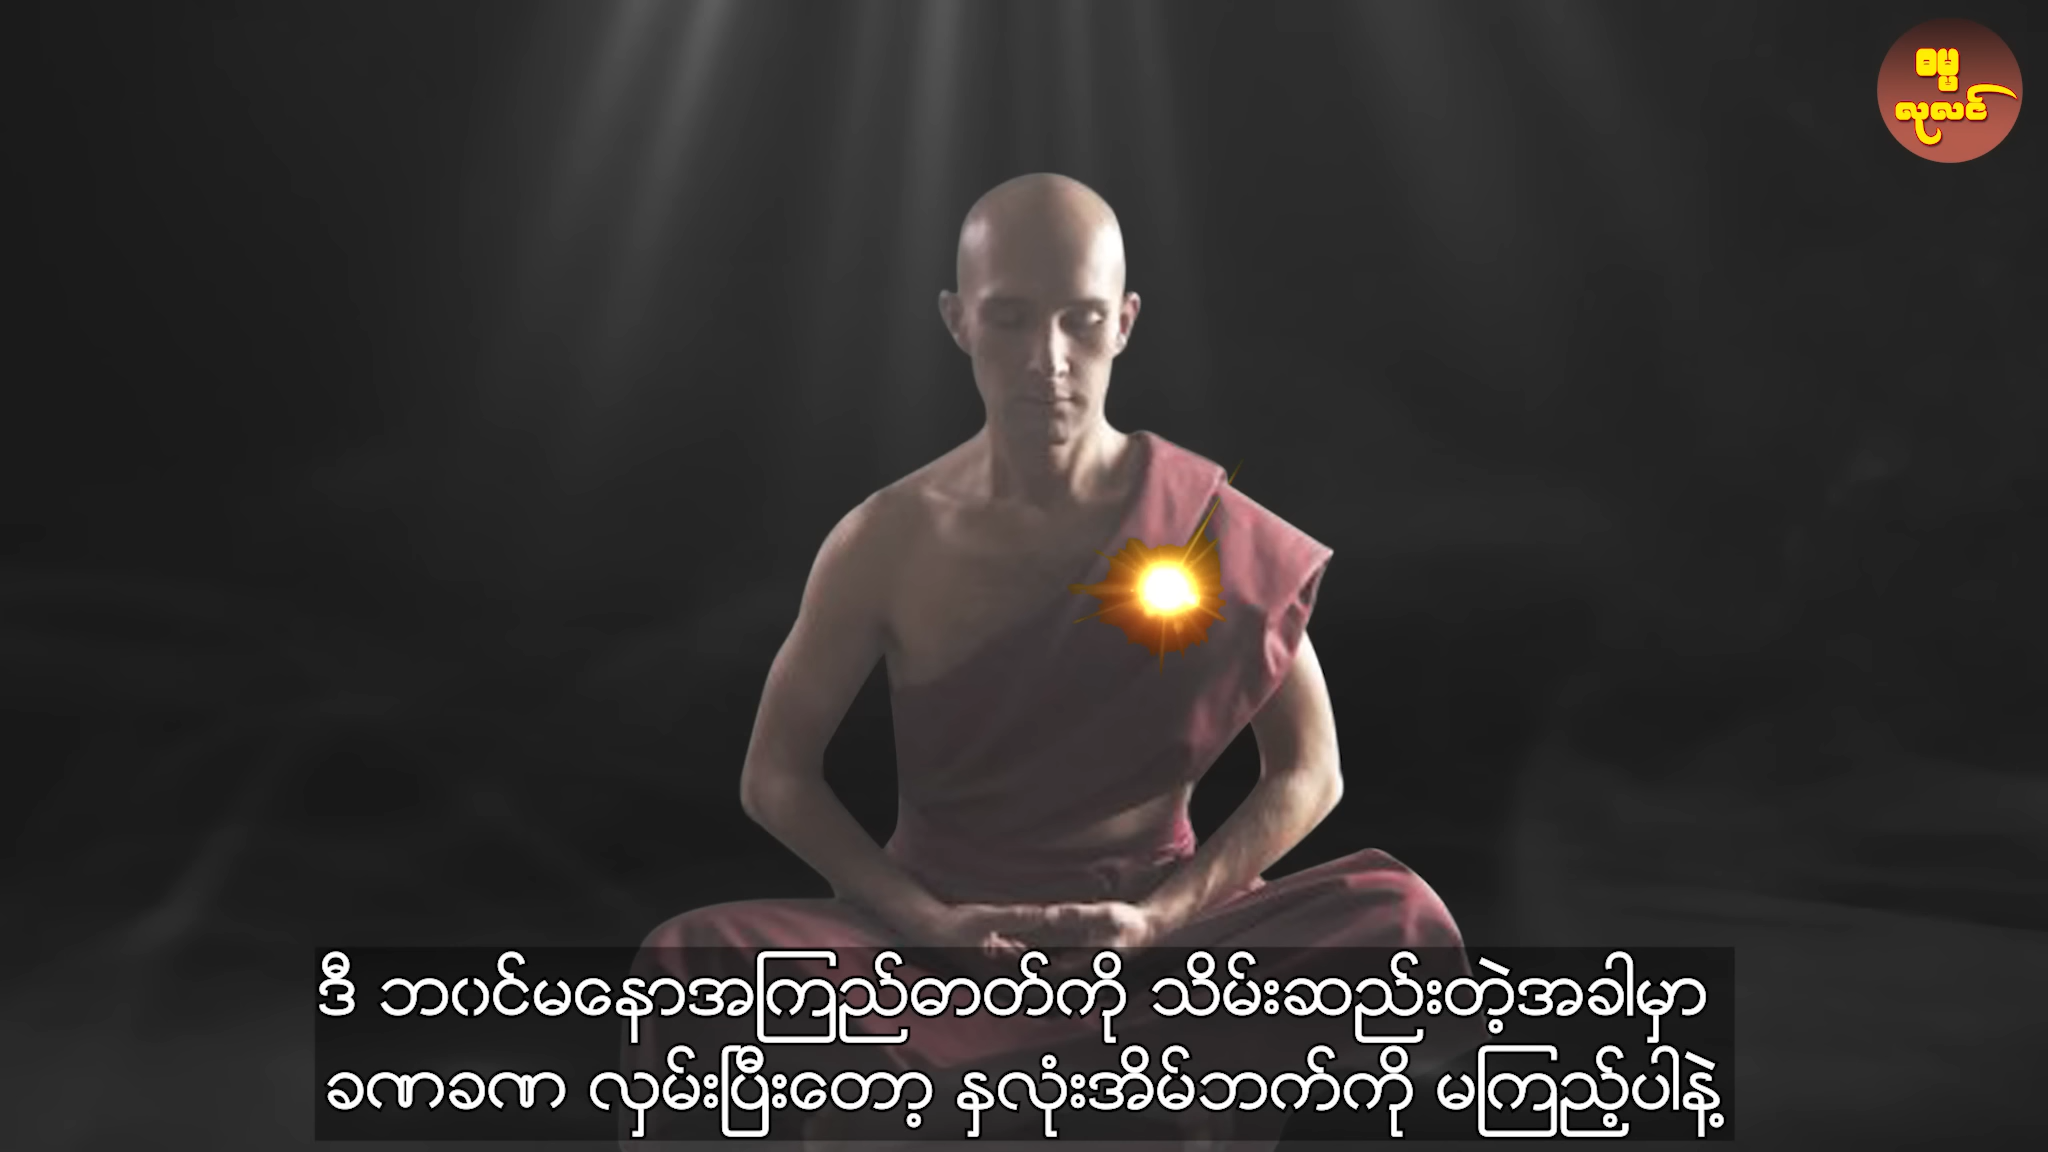 ဓမ္မ
လုလင်
ဒီ ဘဝင်မနောအကြည်ဓာတ်ကို သိမ်းဆည်းတဲ့အခါမှာ
ခဏခဏ လှမ်းပြီးတော့ နှလုံးအိမ်ဘက်ကို မကြည့်ပါနဲ့